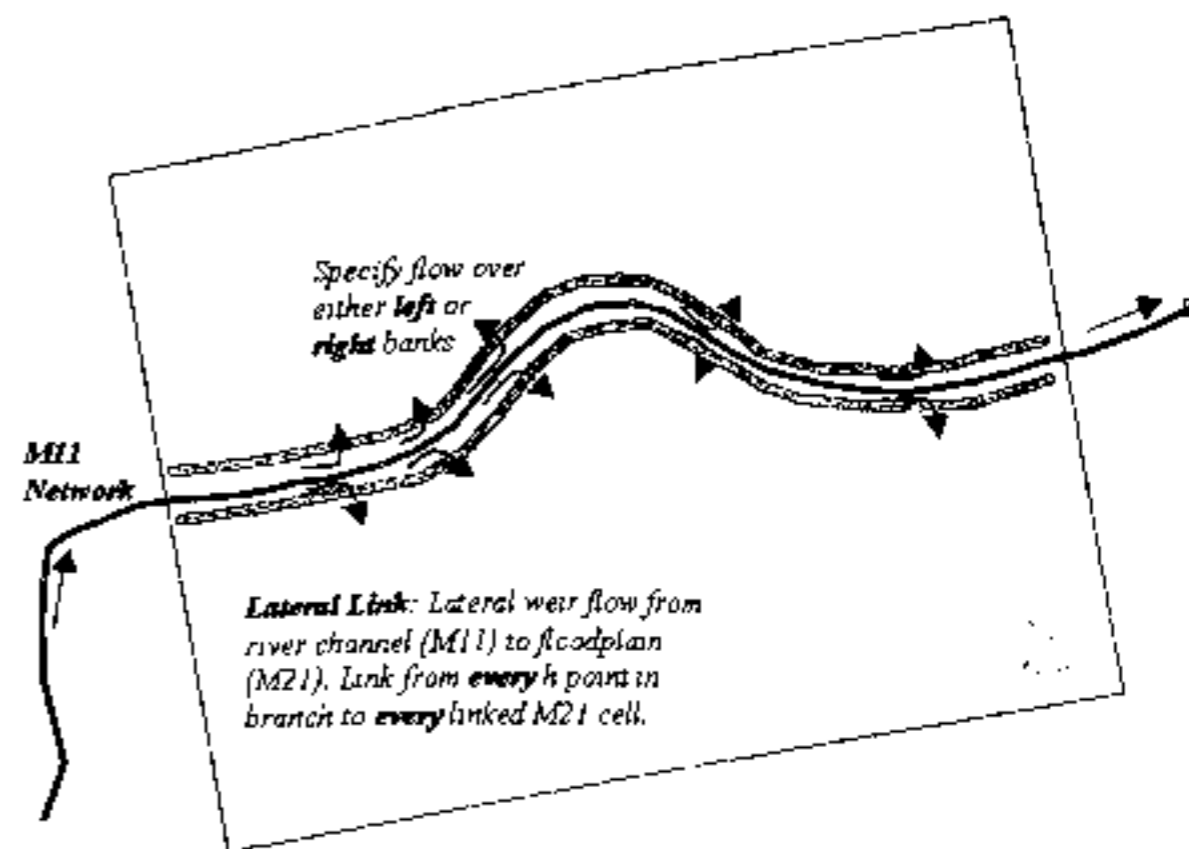 Specify flow over
either left or
right banks
M11
Network
Lateral Link: Lateral weir flow from
river channel (M11) to floodplain
(M21). Link from every h point in
branch to every linked M21 cell.